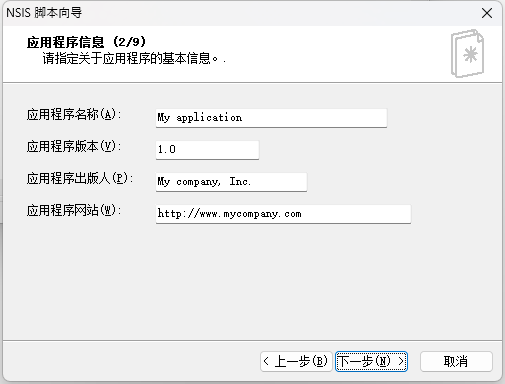 NSIS 脚本向导
应用程序信息 (2/9)
请指定关于应用程序的基本信息。.
应用程序名称(A): My application
应用程序版本(V): 1.0
应用程序出版人(P): My company, Inc.
应用程序网站(W): http://www.mycompany.com
< 上一步(B) 下一步(N) > 取消